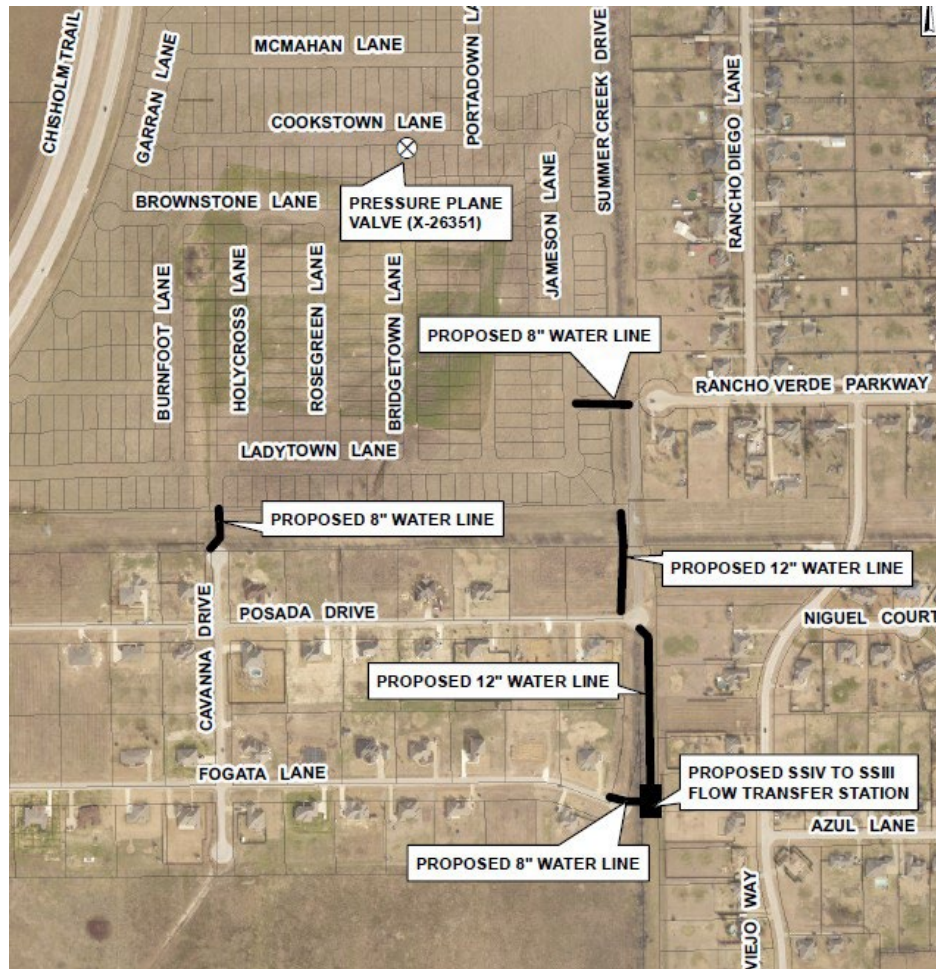 CHISHOLM TRAIL
GARRAN LANE
MCMAHAN LANE
PORTADOWN LA
SUMMERCREEK DRIVE
RANCHO DIEGO LANE
COOKSTOWN LANE
BROWNSTONE LANE
PRESSURE PLANE
VALVE (X-26351)
JAMESON LANE
BURNFOOT LANE
HOLYCROSS LANE
ROSEGREEN LANE
BRIDGETOWN LANE
PROPOSED 8" WATER LINE
RANCHO VERDE PARKWAY
LADYTOWN LANE
PROPOSED 8" WATER LINE
PROPOSED 12" WATER LINE
CAVANNA DRIVE
POSADA DRIVE
NIGUEL COURT
PROPOSED 12" WATER LINE
FOGATA LANE
PROPOSED SSIV TO SSIII
FLOW TRANSFER STATION
AZUL LANE
PROPOSED 8" WATER LINE
VIEJO WAY